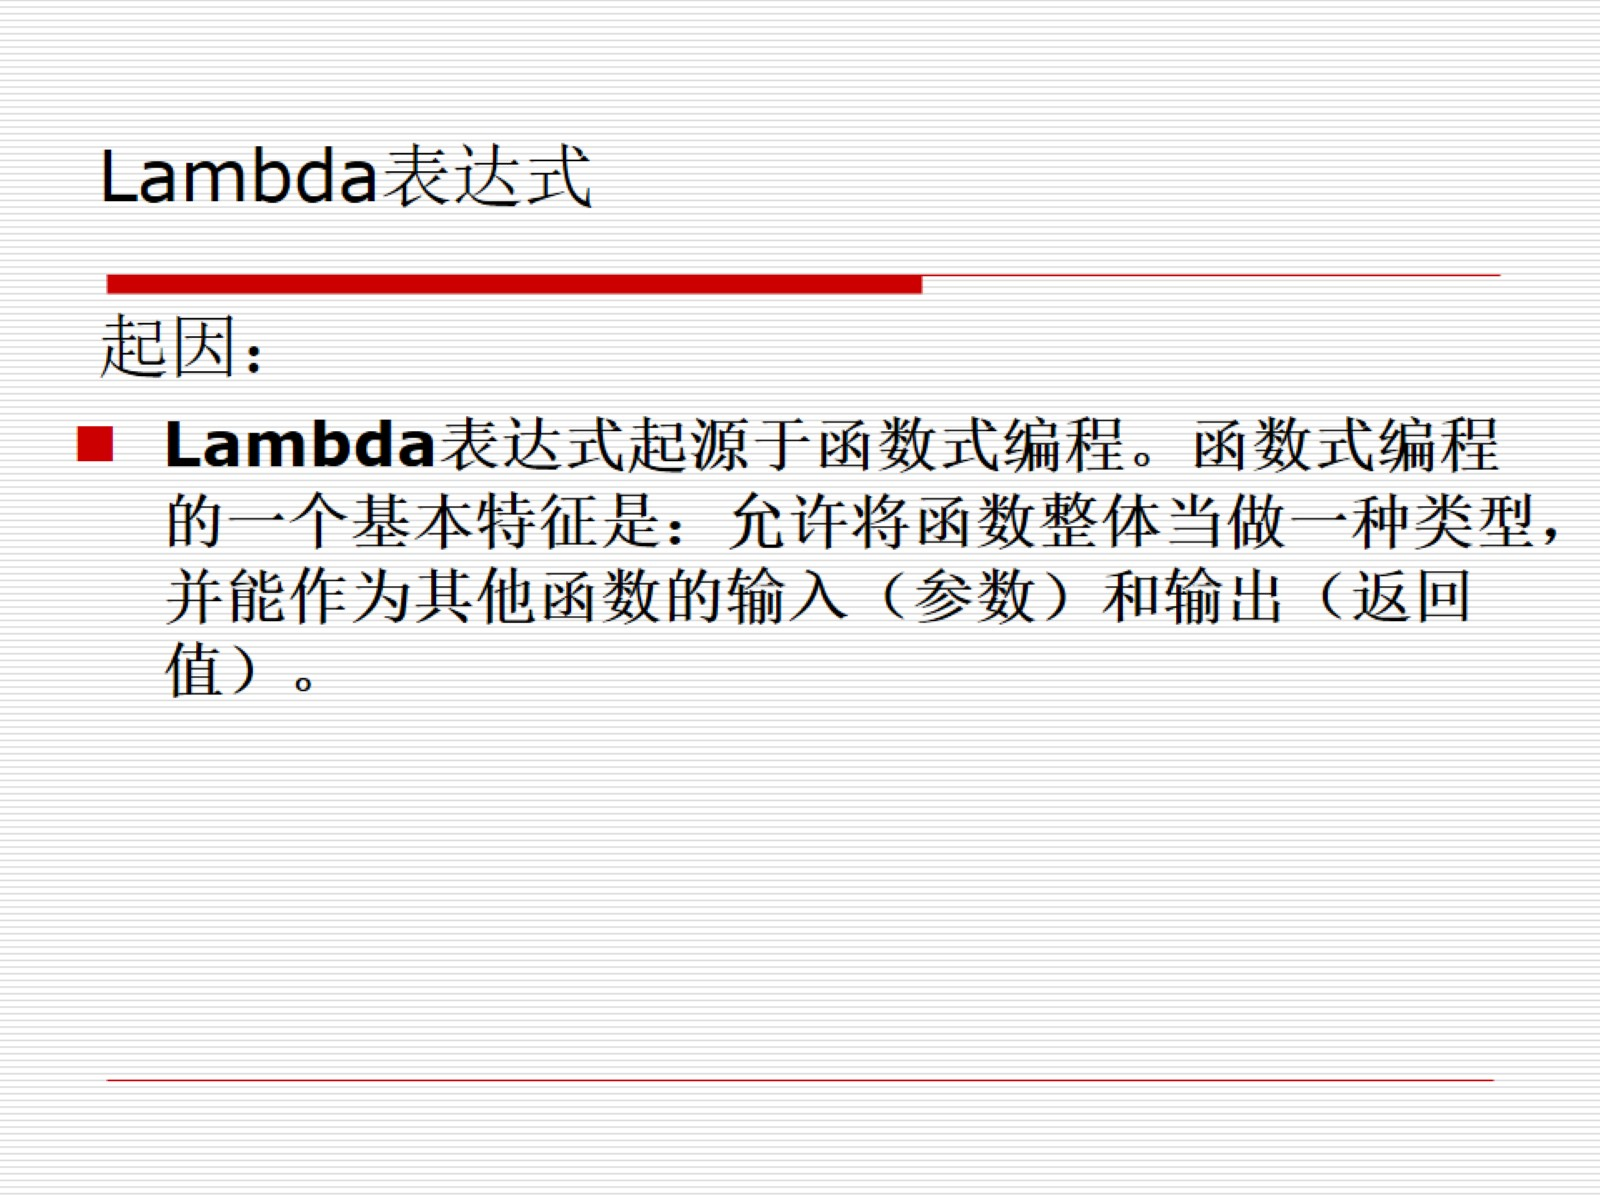 Lambda表达式
起因：
Lambda表达式起源于函数式编程。函数式编程
的一个基本特征是：允许将函数整体当做一种类型，
并能作为其他函数的输入（参数）和输出（返回
值）。